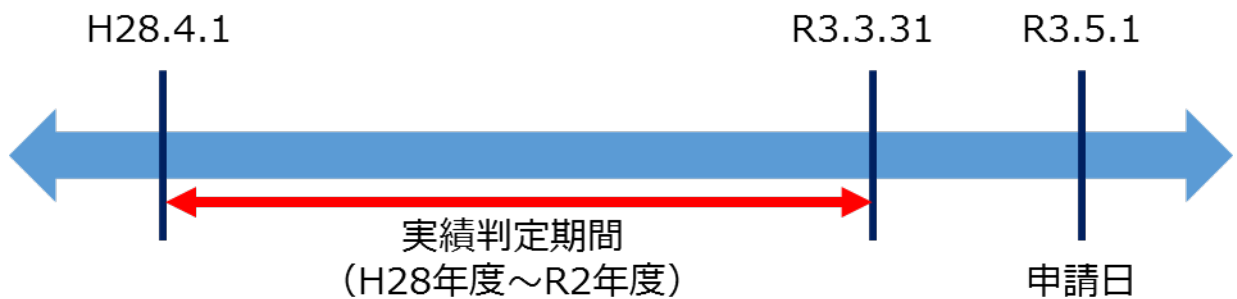 H28.4.1
R3.3.31
R3.5.1
実績判定期間
（H28年度～R2年度）
申請日